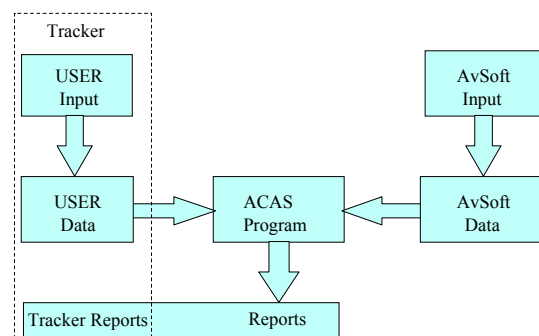 Tracker
USER
Input
AvSoft
Input
USER
Data
ACAS
Program
AvSoft
Data
Tracker Reports
Reports